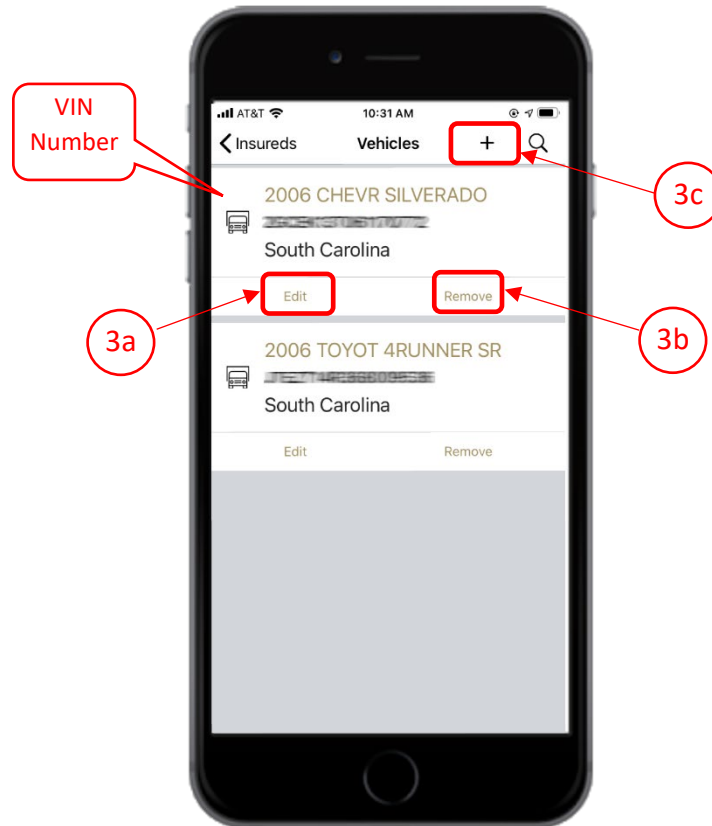 VIN
Number
AT&T 10:31 AM
Insureds Vehicles +
3c
2006 CHEVR SILVERADO
South Carolina
Edit Remove
3a
3b
2006 TOYOT 4RUNNER SR
South Carolina
Edit Remove